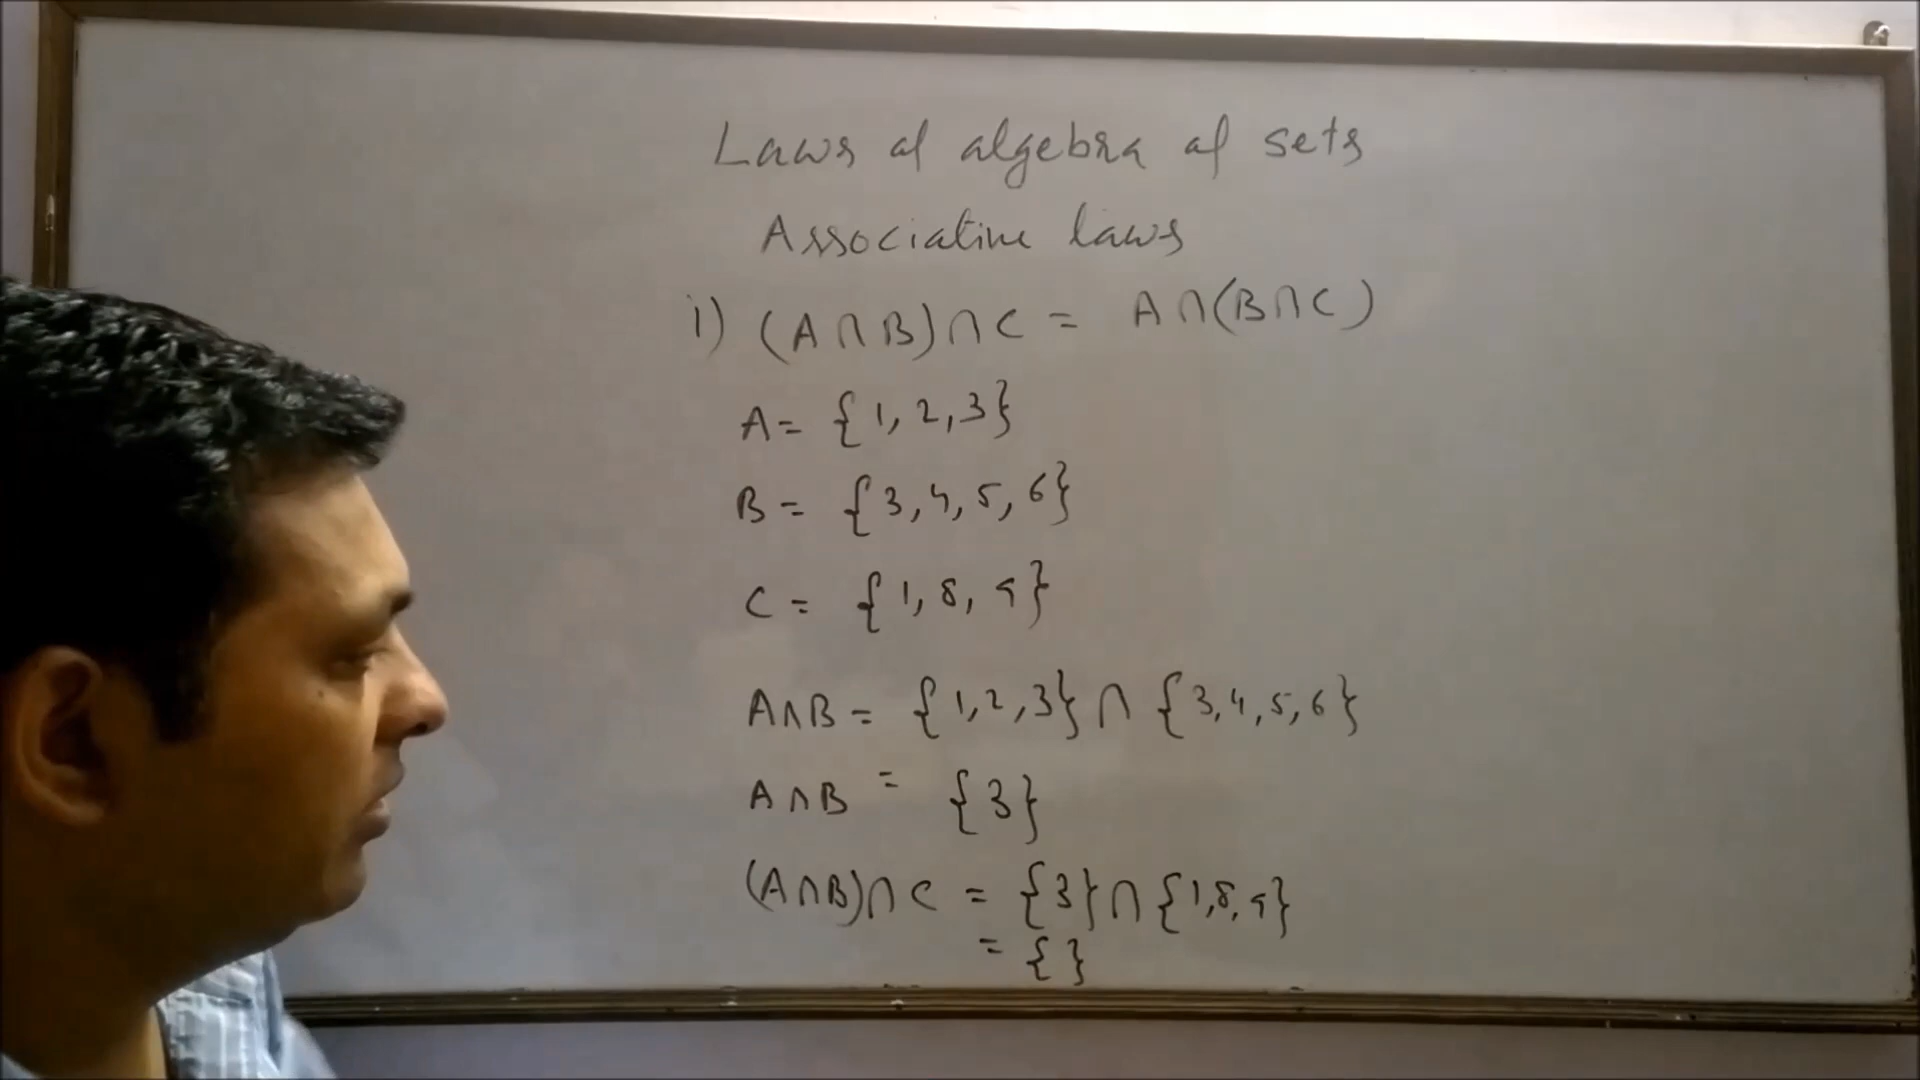 Laws of algebra of sets
Associative laws
i) (A∩B)∩C = A∩(B∩C)
A = {1, 2, 3}
B = {3, 4, 5, 6}
C = {1, 8, 9}
A∩B = {1, 2, 3} ∩ {3, 4, 5, 6}
A∩B = {3}
(A∩B)∩C = {3} ∩ {1, 8, 9}
= { }